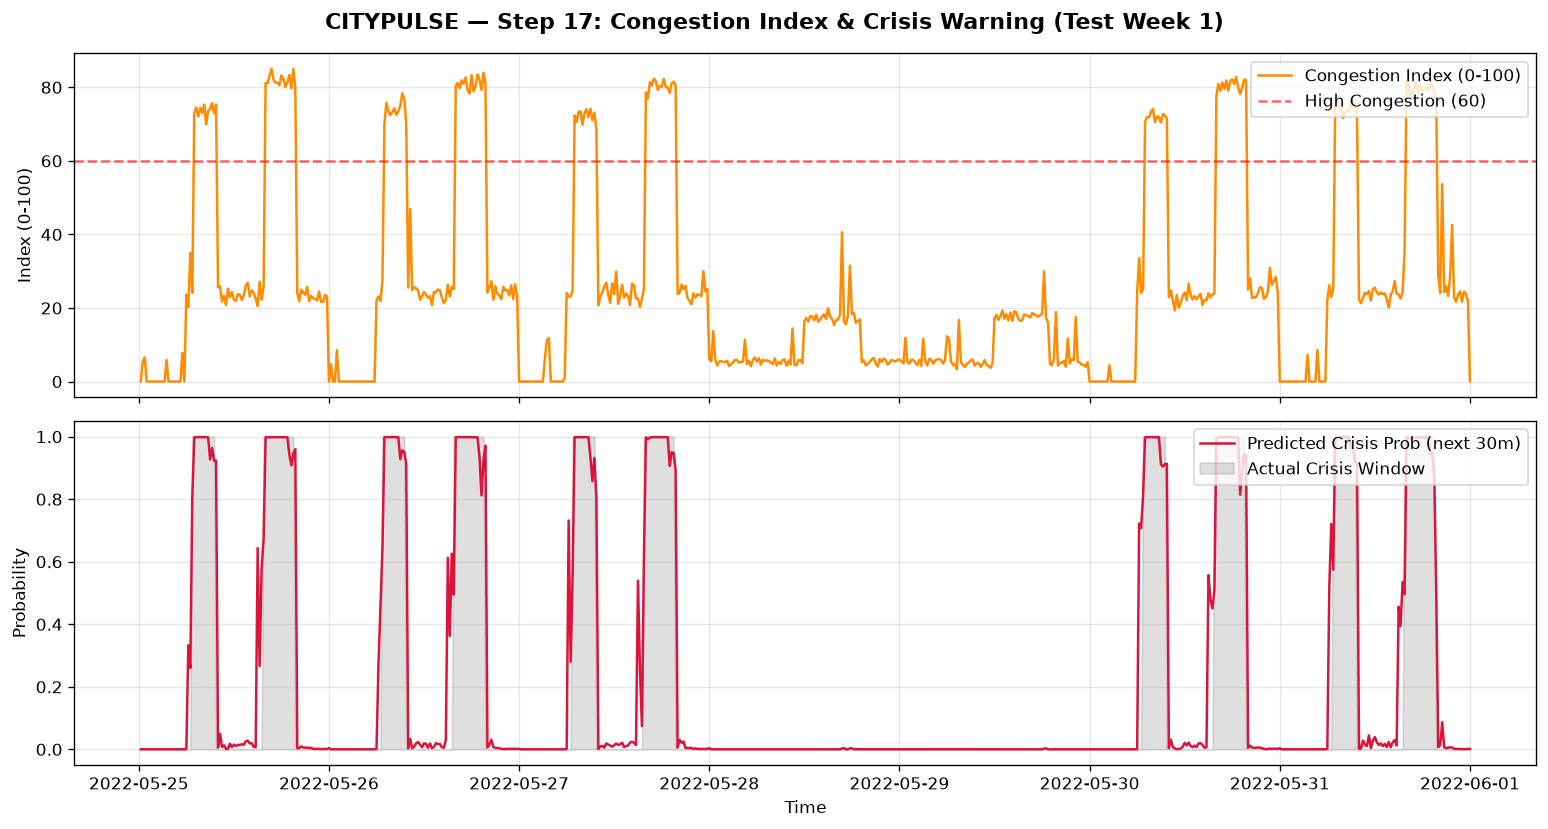 CITYPULSE — Step 17: Congestion Index & Crisis Warning (Test Week 1)
Index (0-100)
80
60
40
20
0
Congestion Index (0-100)
High Congestion (60)
Probability
1.0
0.8
0.6
0.4
0.2
0.0
Predicted Crisis Prob (next 30m)
Actual Crisis Window
2022-05-25
2022-05-26
2022-05-27
2022-05-28
2022-05-29
2022-05-30
2022-05-31
2022-06-01
Time